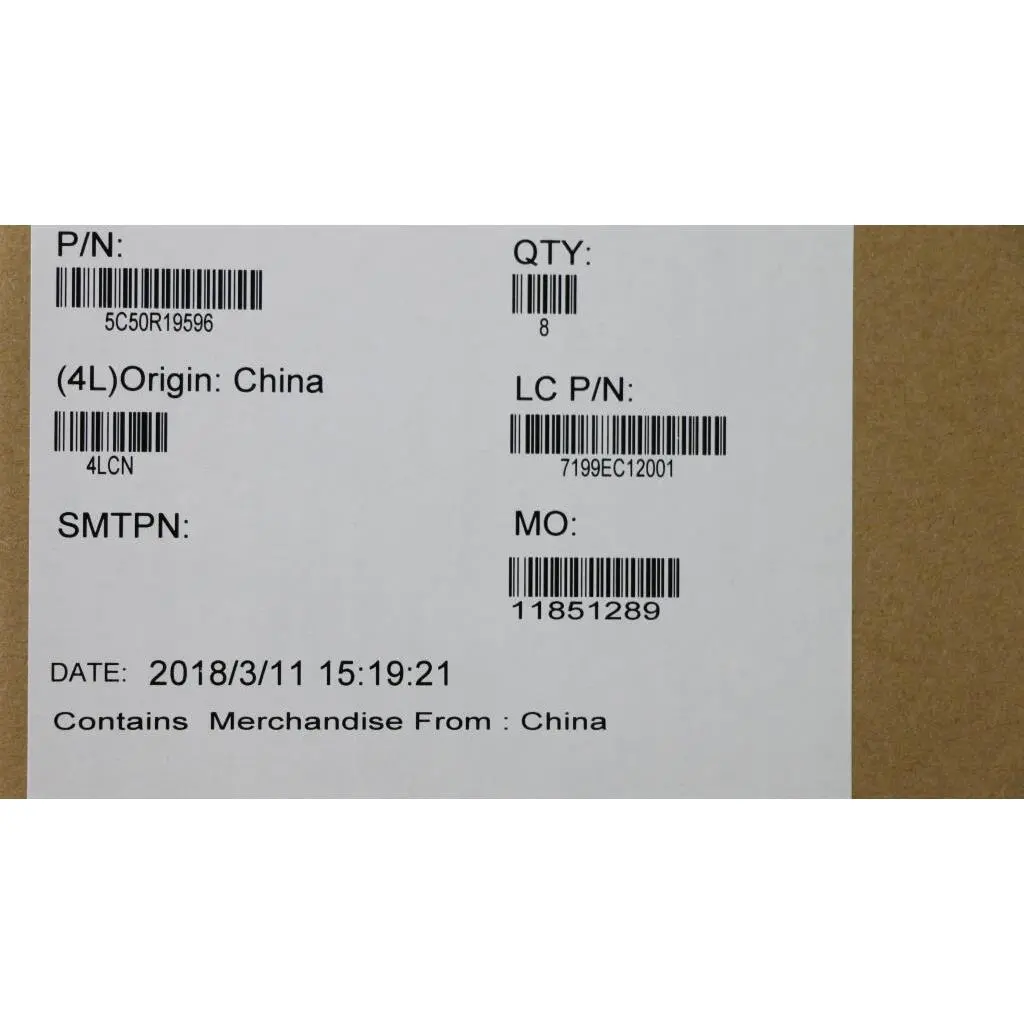 P/N:
5C50R19596
QTY:
8
(4L)Origin: China
4LCN
LC P/N:
7199EC12001
SMTPN:
MO:
11851289
DATE: 2018/3/11 15:19:21
Contains Merchandise From : China